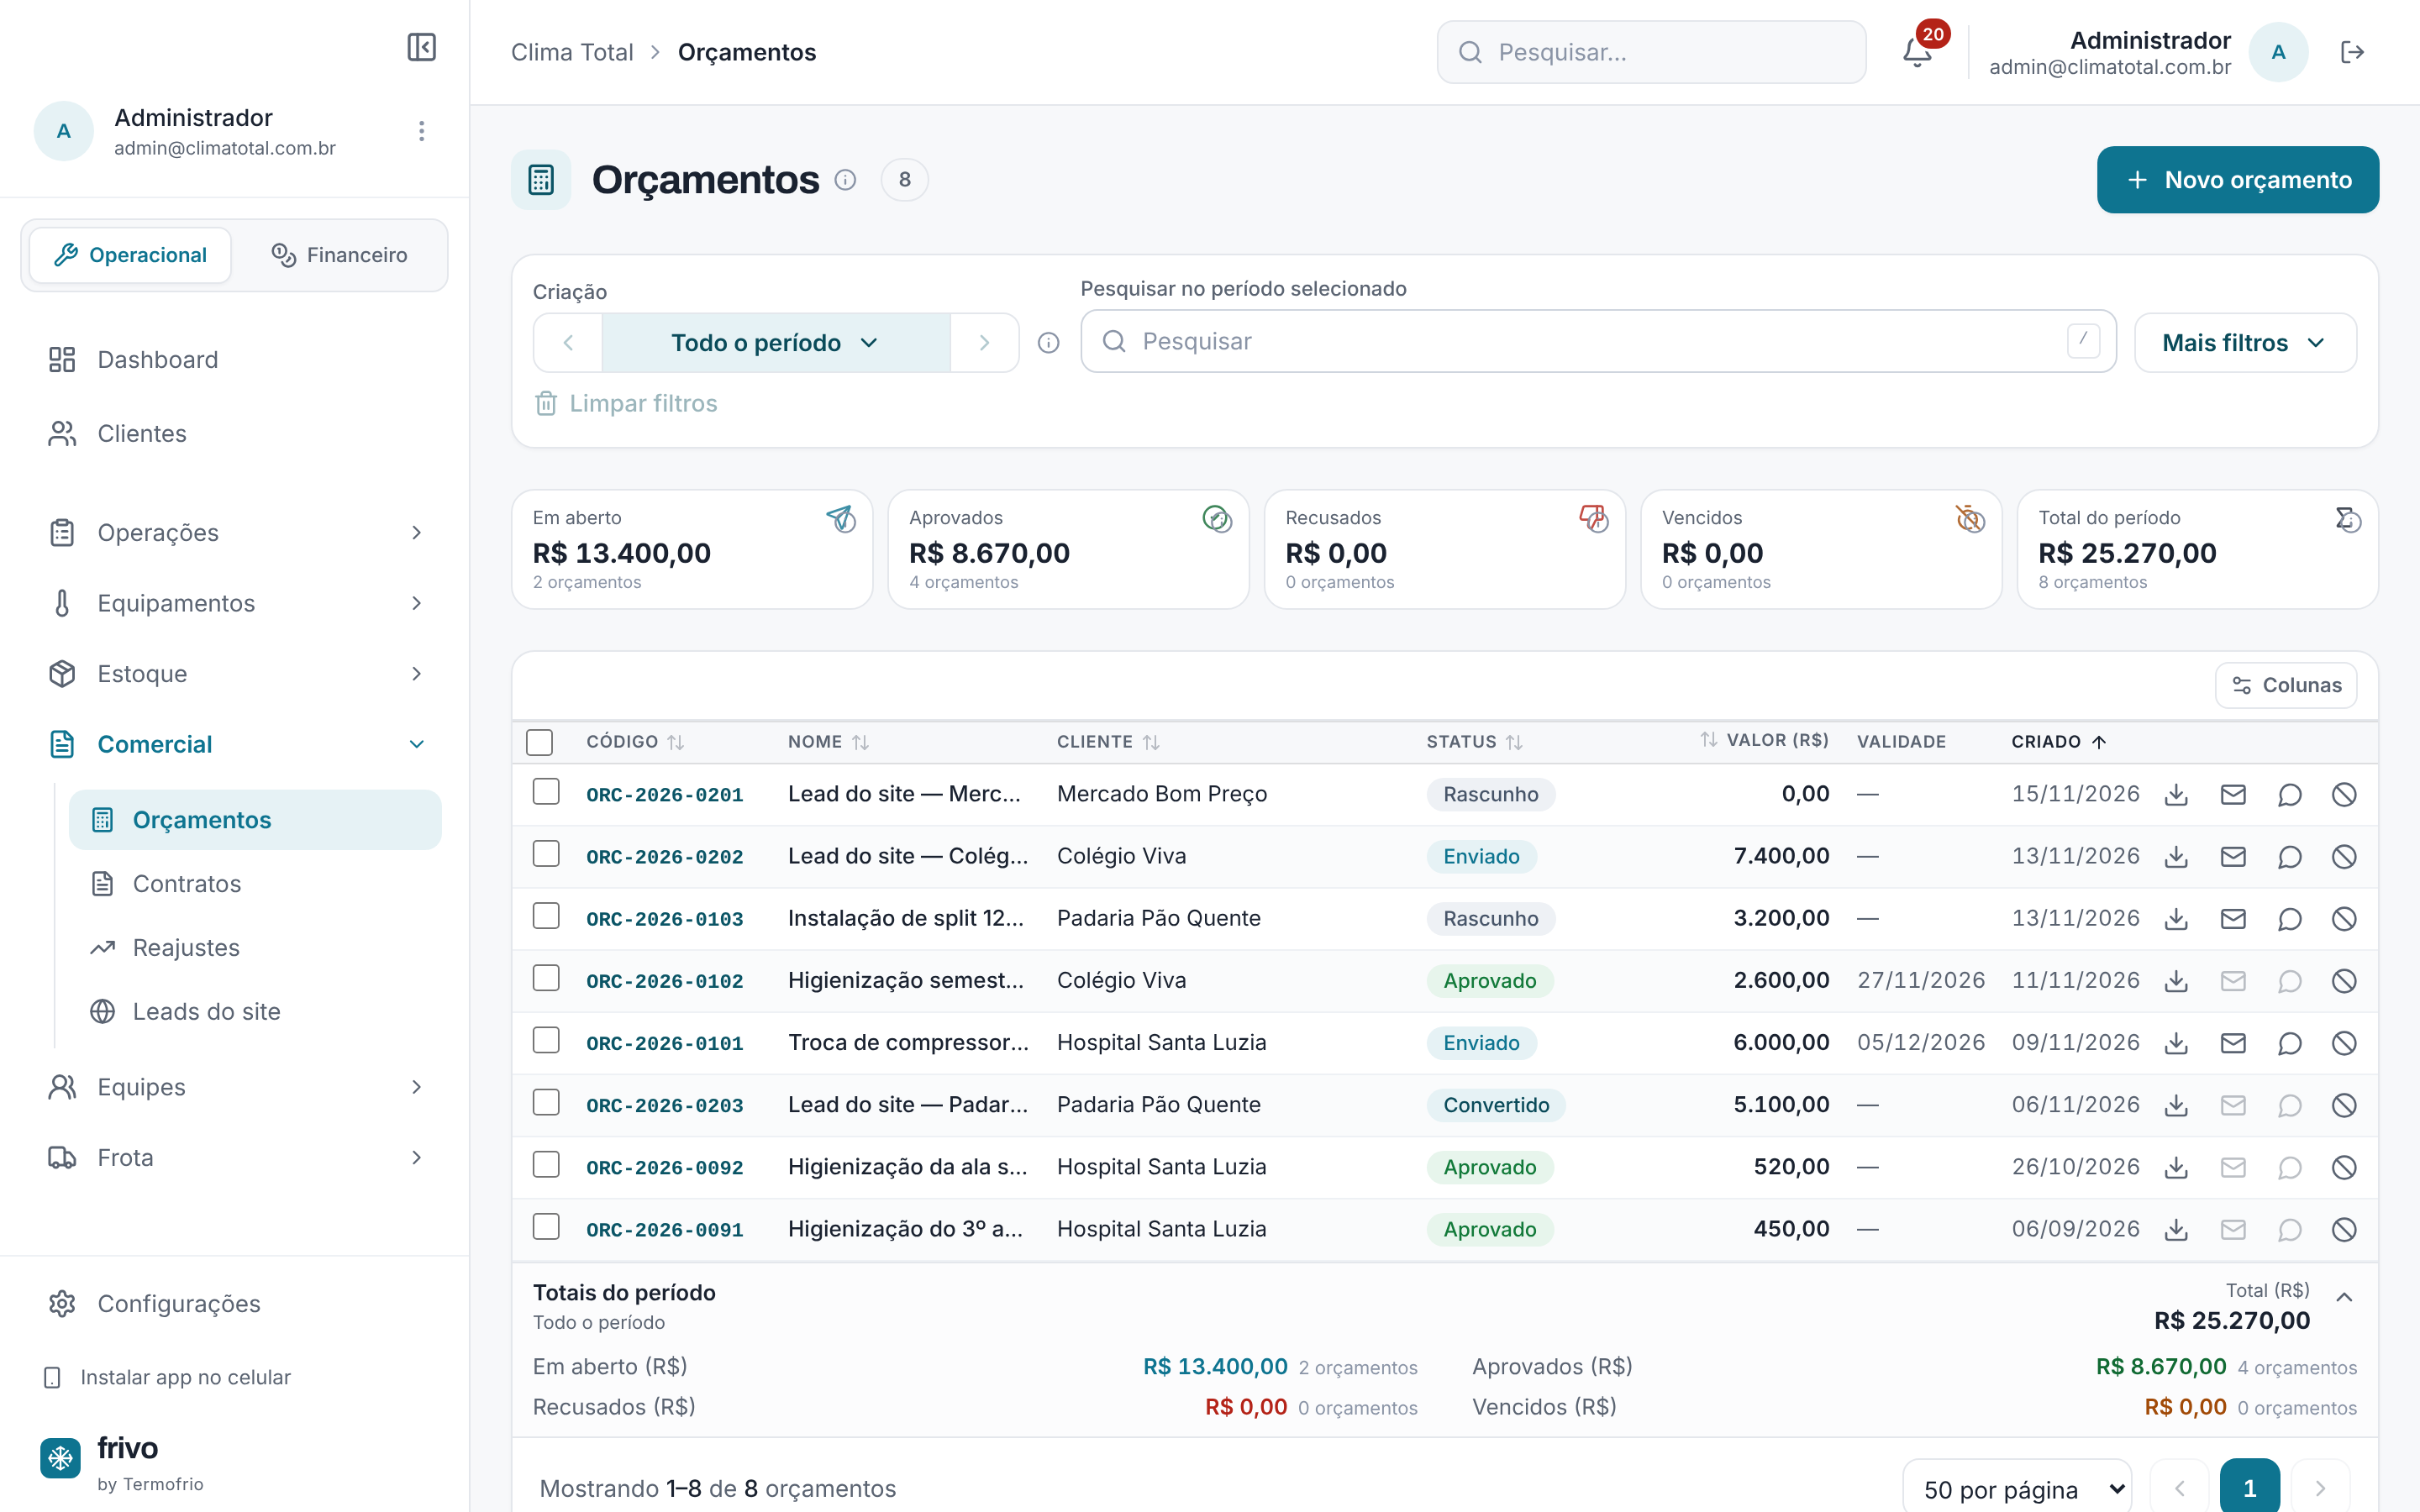 Clima Total > Orçamentos
Pesquisar...
20
Administrador
admin@climatotal.com.br
A
A
Administrador
admin@climatotal.com.br
Operacional
Financeiro
Dashboard
Clientes
Operações
Equipamentos
Estoque
Comercial
Orçamentos
Contratos
Reajustes
Leads do site
Equipes
Frota
Configurações
Instalar app no celular
frivo
by Termofrio
Orçamentos 8
+ Novo orçamento
Criação
Todo o período
Pesquisar no período selecionado
Pesquisar /
Mais filtros
Limpar filtros
Em aberto
R$ 13.400,00
2 orçamentos
Aprovados
R$ 8.670,00
4 orçamentos
Recusados
R$ 0,00
0 orçamentos
Vencidos
R$ 0,00
0 orçamentos
Total do período
R$ 25.270,00
8 orçamentos
Colunas
CÓDIGO NOME CLIENTE STATUS VALOR (R$) VALIDADE CRIADO
ORC-2026-0201 Lead do site — Merc... Mercado Bom Preço Rascunho 0,00 — 15/11/2026
ORC-2026-0202 Lead do site — Colég... Colégio Viva Enviado 7.400,00 — 13/11/2026
ORC-2026-0103 Instalação de split 12... Padaria Pão Quente Rascunho 3.200,00 — 13/11/2026
ORC-2026-0102 Higienização semest... Colégio Viva Aprovado 2.600,00 27/11/2026 11/11/2026
ORC-2026-0101 Troca de compressor... Hospital Santa Luzia Enviado 6.000,00 05/12/2026 09/11/2026
ORC-2026-0203 Lead do site — Padar... Padaria Pão Quente Convertido 5.100,00 — 06/11/2026
ORC-2026-0092 Higienização da ala s... Hospital Santa Luzia Aprovado 520,00 — 26/10/2026
ORC-2026-0091 Higienização do 3º a... Hospital Santa Luzia Aprovado 450,00 — 06/09/2026
Totais do período
Todo o período
Total (R$)
R$ 25.270,00
Em aberto (R$) R$ 13.400,00 2 orçamentos
Aprovados (R$) R$ 8.670,00 4 orçamentos
Recusados (R$) R$ 0,00 0 orçamentos
Vencidos (R$) R$ 0,00 0 orçamentos
Mostrando 1–8 de 8 orçamentos
50 por página
1